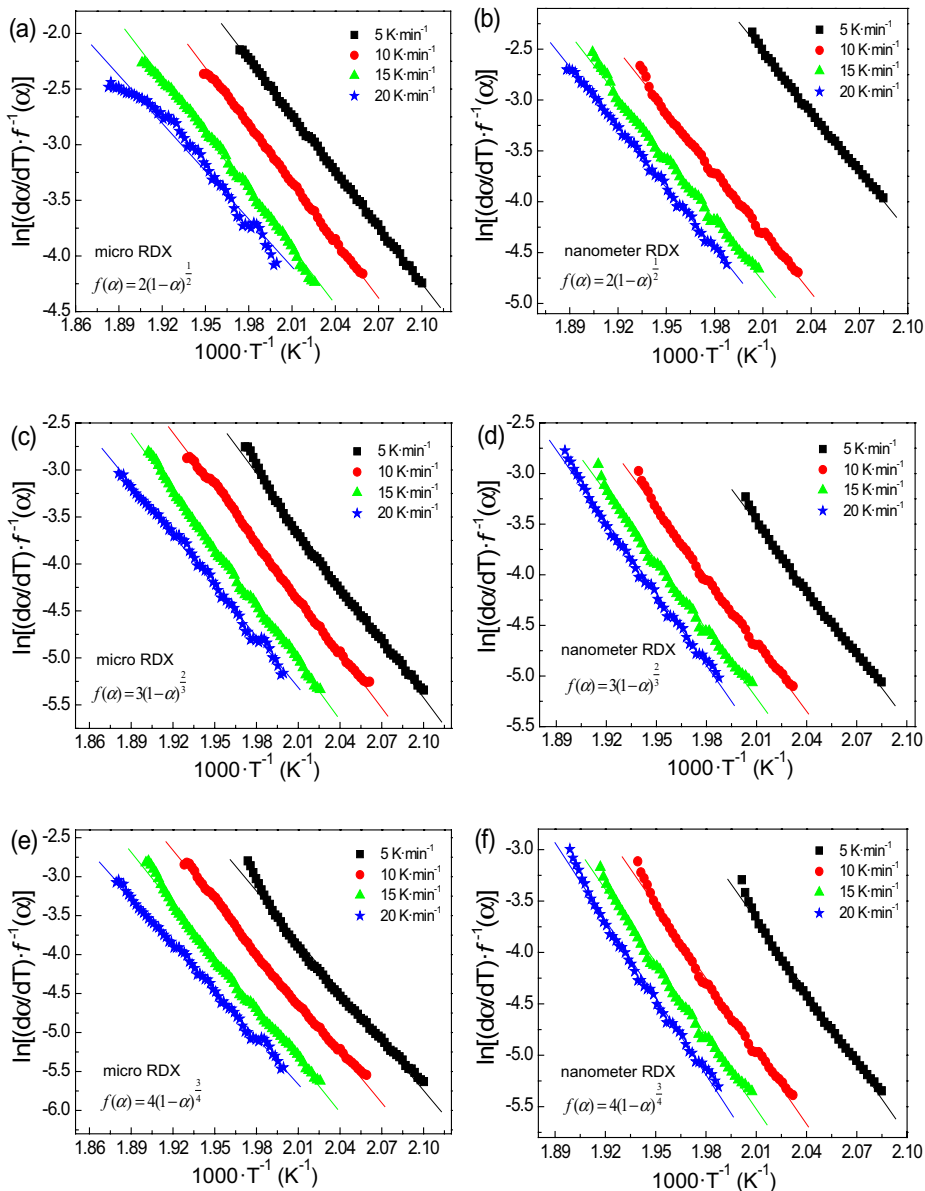 (a)
ln[(dα/dT)·f⁻¹(α)]
-2.0
-2.5
-3.0
-3.5
-4.0
-4.5
5 K·min⁻¹
10 K·min⁻¹
15 K·min⁻¹
20 K·min⁻¹
micro RDX
f(α)=2(1−α)^(1/2)
1.86 1.89 1.92 1.95 1.98 2.01 2.04 2.07 2.10
1000·T⁻¹ (K⁻¹)
(b)
ln[(dα/dT)·f⁻¹(α)]
-2.5
-3.0
-3.5
-4.0
-4.5
-5.0
5 K·min⁻¹
10 K·min⁻¹
15 K·min⁻¹
20 K·min⁻¹
nanometer RDX
f(α)=2(1−α)^(1/2)
1.89 1.92 1.95 1.98 2.01 2.04 2.07 2.10
1000·T⁻¹ (K⁻¹)
(c)
ln[(dα/dT)·f⁻¹(α)]
-2.5
-3.0
-3.5
-4.0
-4.5
-5.0
-5.5
5 K·min⁻¹
10 K·min⁻¹
15 K·min⁻¹
20 K·min⁻¹
micro RDX
f(α)=3(1−α)^(2/3)
1.86 1.89 1.92 1.95 1.98 2.01 2.04 2.07 2.10
1000·T⁻¹ (K⁻¹)
(d)
ln[(dα/dT)·f⁻¹(α)]
-2.5
-3.0
-3.5
-4.0
-4.5
-5.0
-5.5
5 K·min⁻¹
10 K·min⁻¹
15 K·min⁻¹
20 K·min⁻¹
nanometer RDX
f(α)=3(1−α)^(2/3)
1.89 1.92 1.95 1.98 2.01 2.04 2.07 2.10
1000·T⁻¹ (K⁻¹)
(e)
ln[(dα/dT)·f⁻¹(α)]
-2.5
-3.0
-3.5
-4.0
-4.5
-5.0
-5.5
-6.0
5 K·min⁻¹
10 K·min⁻¹
15 K·min⁻¹
20 K·min⁻¹
micro RDX
f(α)=4(1−α)^(3/4)
1.86 1.89 1.92 1.95 1.98 2.01 2.04 2.07 2.10
1000·T⁻¹ (K⁻¹)
(f)
ln[(dα/dT)·f⁻¹(α)]
-3.0
-3.5
-4.0
-4.5
-5.0
-5.5
5 K·min⁻¹
10 K·min⁻¹
15 K·min⁻¹
20 K·min⁻¹
nanometer RDX
f(α)=4(1−α)^(3/4)
1.89 1.92 1.95 1.98 2.01 2.04 2.07 2.10
1000·T⁻¹ (K⁻¹)